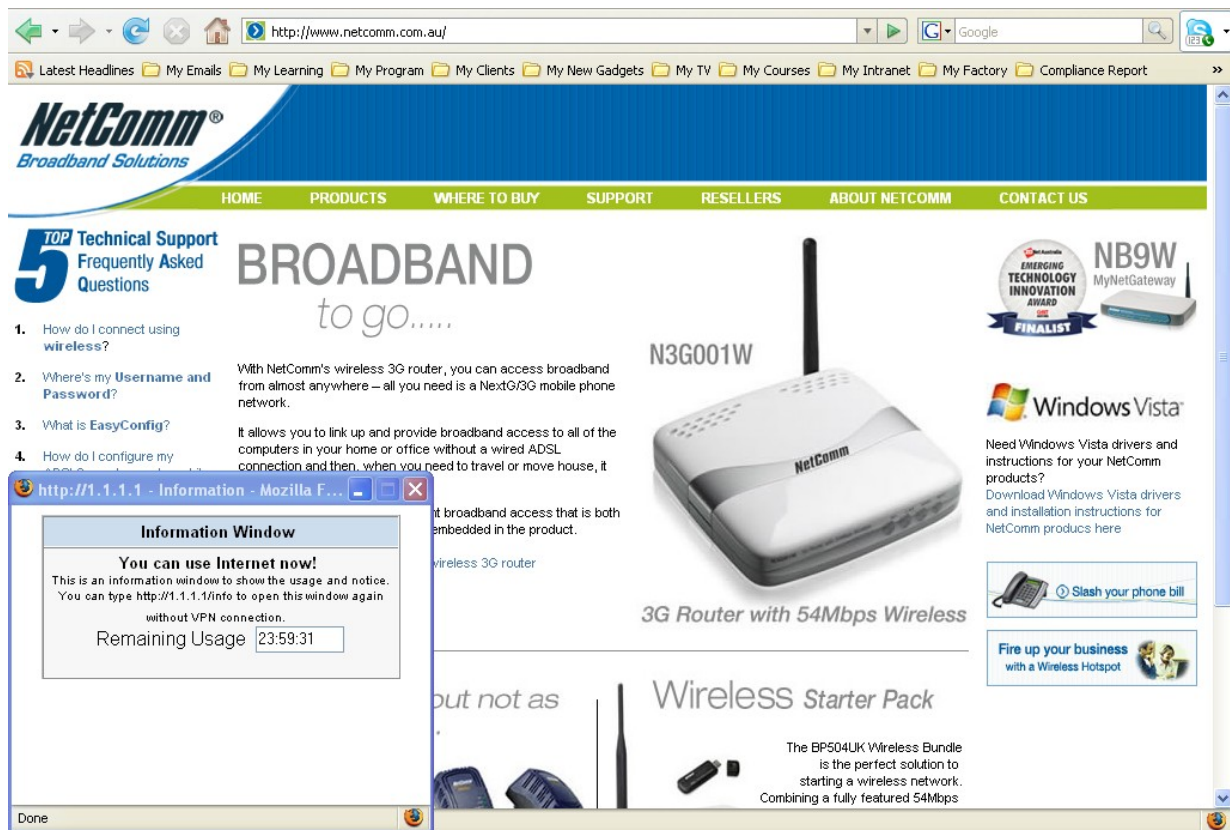 http://www.netcomm.com.au/
G
Google
123
Latest Headlines My Emails My Learning My Program My Clients My New Gadgets My TV My Courses My Intranet My Factory Compliance Report »
NetComm®
Broadband Solutions
HOME PRODUCTS WHERE TO BUY SUPPORT RESELLERS ABOUT NETCOMM CONTACT US
TOP 5 Technical Support
Frequently Asked
Questions
1. How do I connect using
wireless?
2. Where's my Username and
Password?
3. What is EasyConfig?
4. How do I configure my
BROADBAND
to go.....
With NetComm's wireless 3G router, you can access broadband
from almost anywhere – all you need is a NextG/3G mobile phone
network.
It allows you to link up and provide broadband access to all of the
computers in your home or office without a wired ADSL
connection and then, when you need to travel or move house, it
broadband access that is both
embedded in the product.
wireless 3G router
N3G001W
NetComm
3G Router with 54Mbps Wireless
EMERGING
TECHNOLOGY
INNOVATION
AWARD
FINALIST
NB9W
MyNetGateway
Windows Vista
Need Windows Vista drivers and
instructions for your NetComm
products?
Download Windows Vista drivers
and installation instructions for
NetComm producs here
Slash your phone bill
Fire up your business
with a Wireless Hotspot
but not as
Wireless Starter Pack
The BP504UK Wireless Bundle
is the perfect solution to
starting a wireless network.
Combining a fully featured 54Mbps
http://1.1.1.1 - Information - Mozilla F...
Information Window
You can use Internet now!
This is an information window to show the usage and notice.
You can type http://1.1.1.1/info to open this window again
without VPN connection.
Remaining Usage 23:59:31
Done